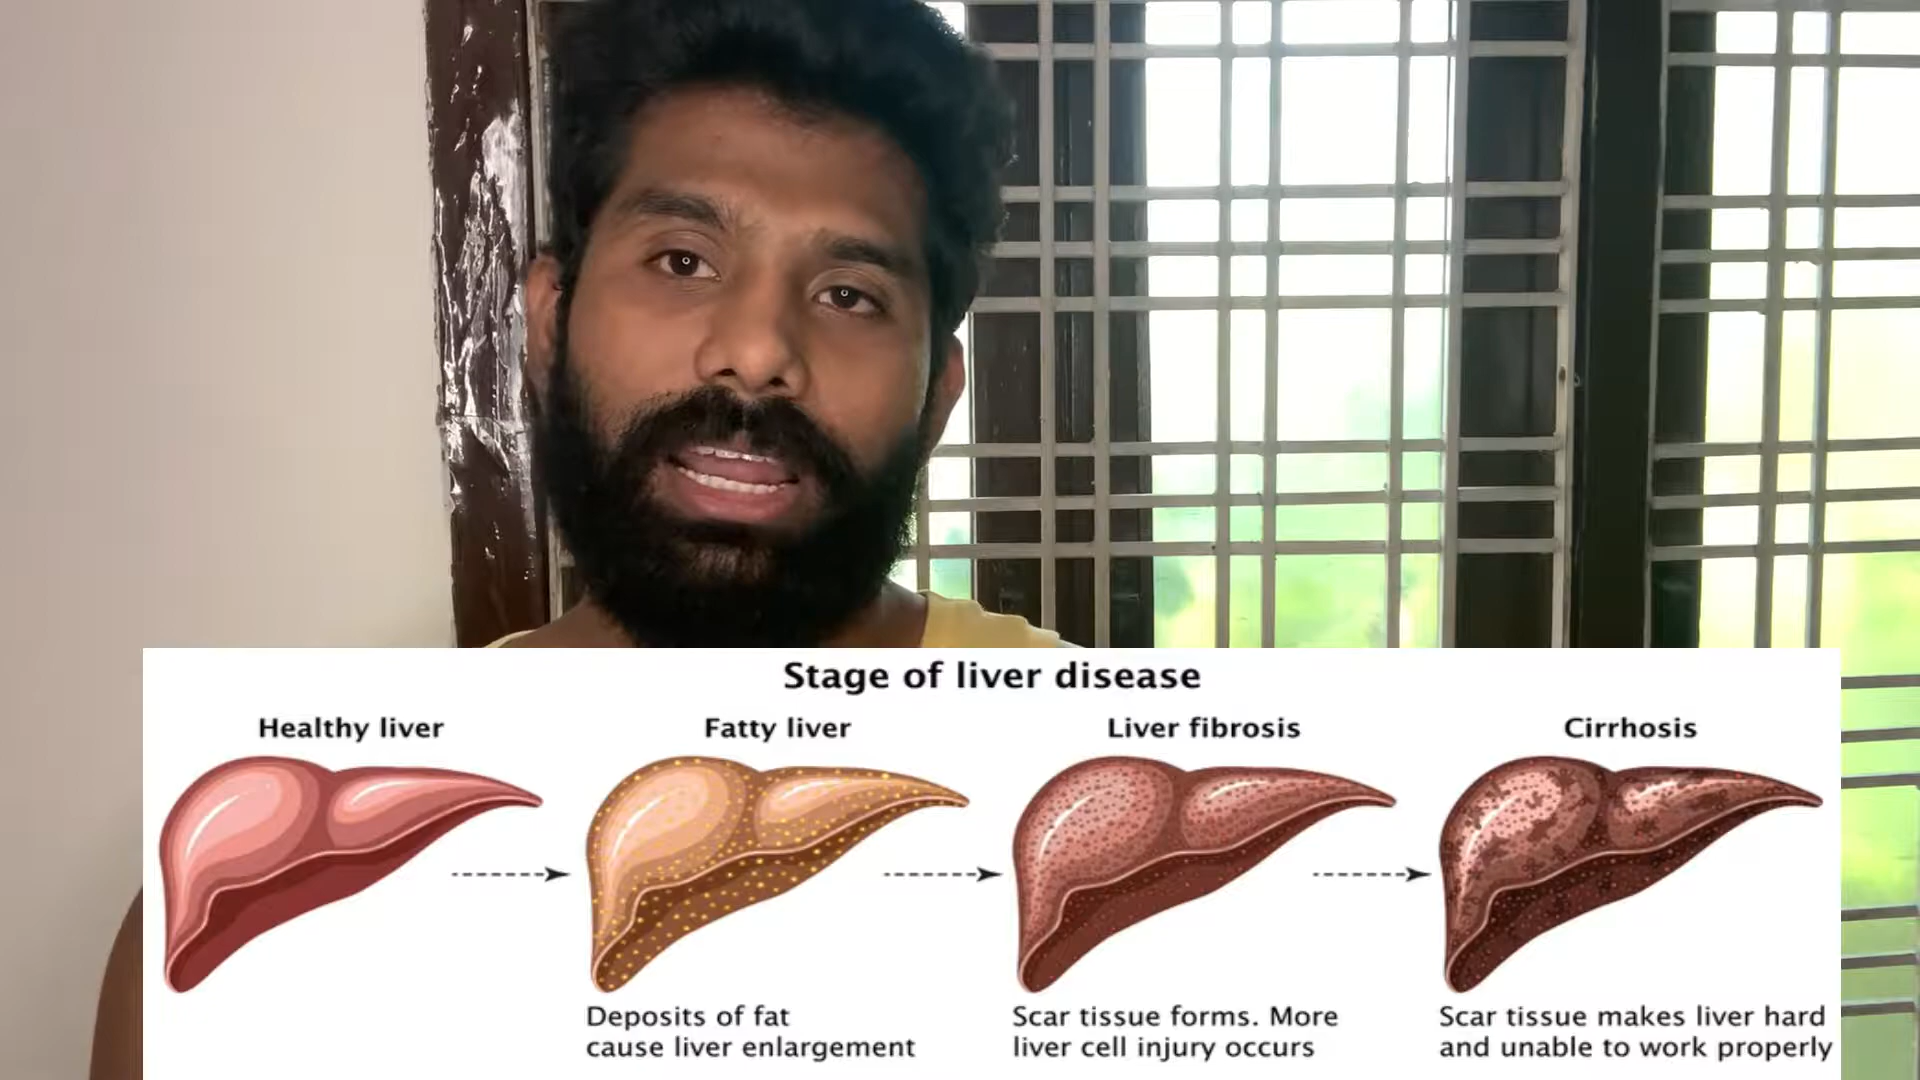 Stage of liver disease
Healthy liver
Fatty liver
Liver fibrosis
Cirrhosis
Deposits of fat
cause liver enlargement
Scar tissue forms. More
liver cell injury occurs
Scar tissue makes liver hard
and unable to work properly